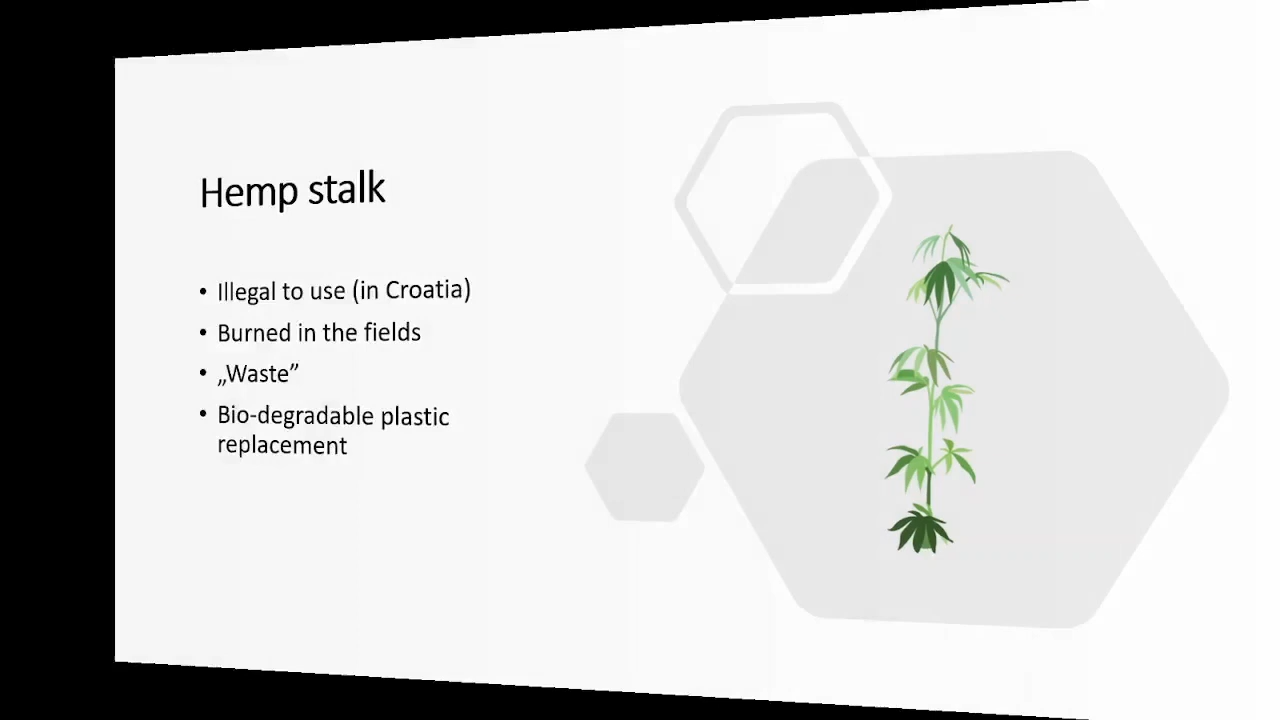 Hemp stalk
• Illegal to use (in Croatia)
• Burned in the fields
• „Waste”
• Bio-degradable plastic
replacement